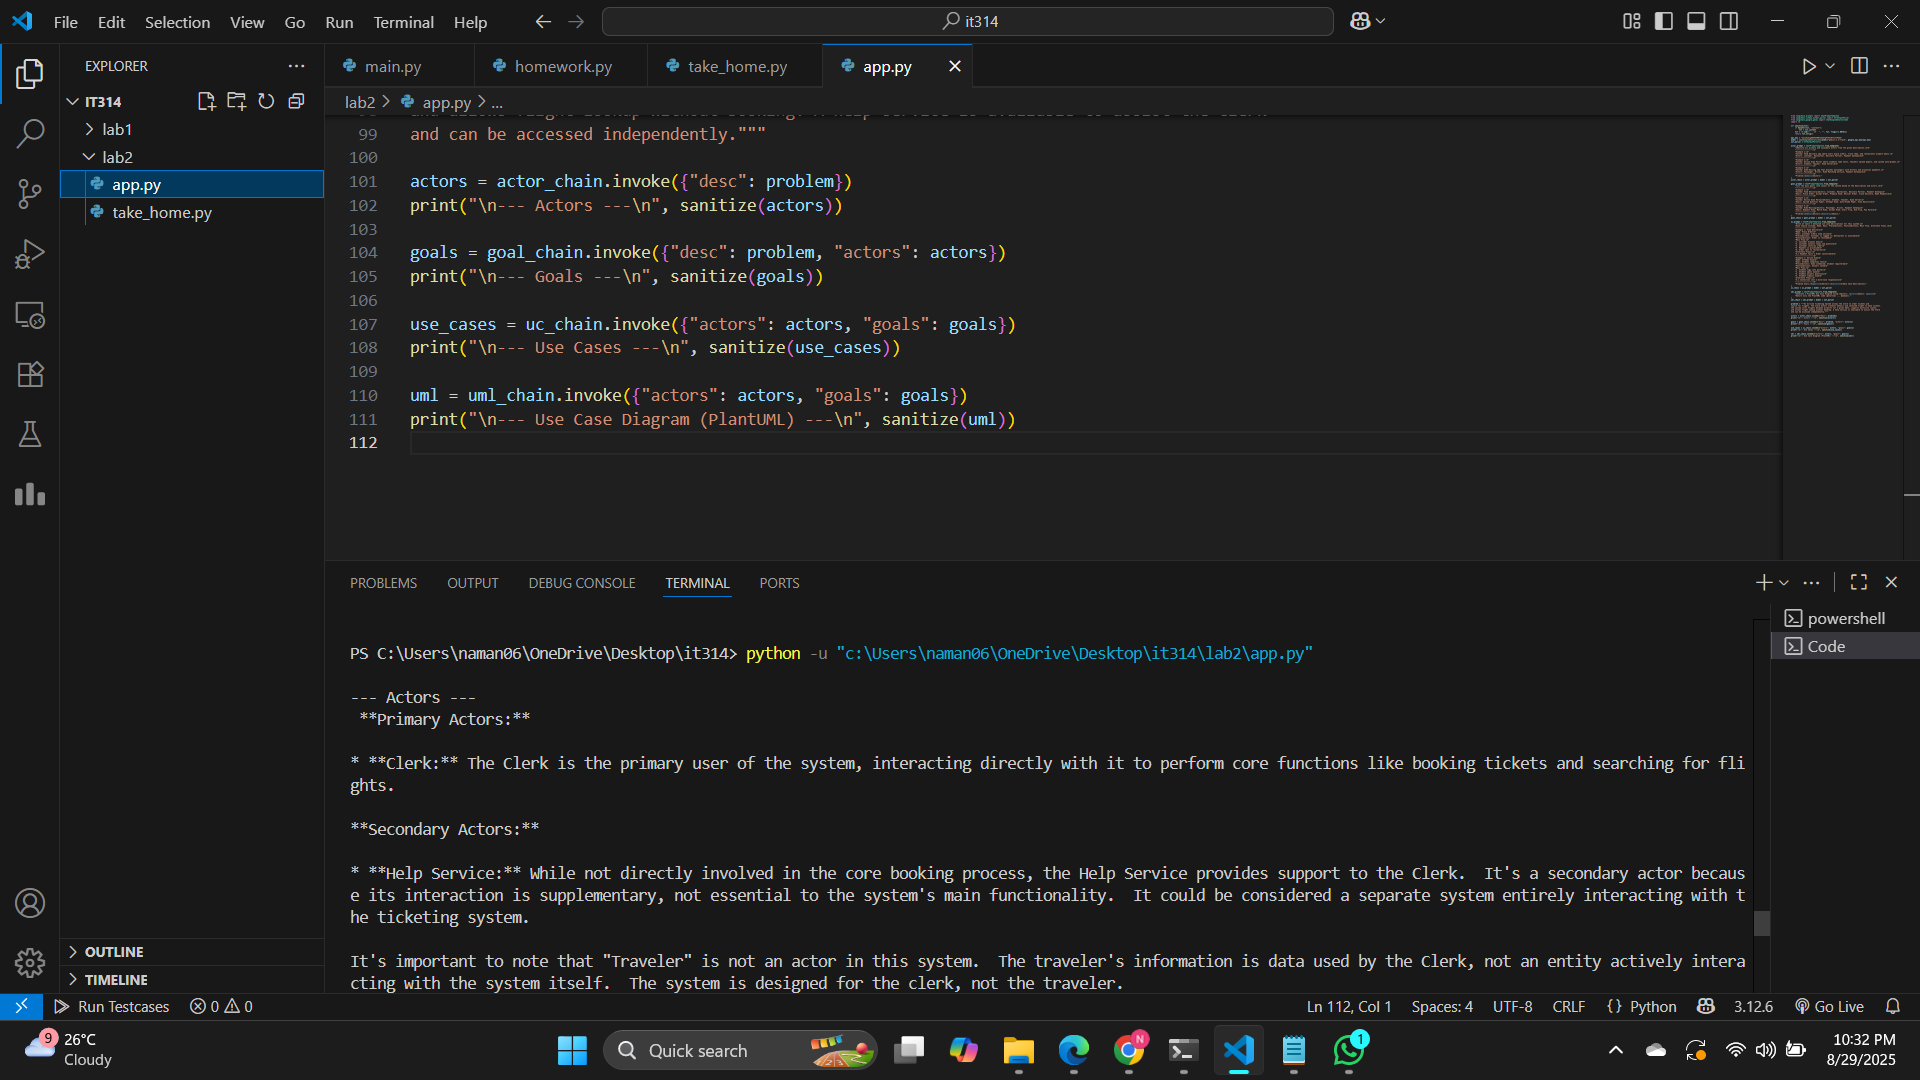 File Edit Selection View Go Run Terminal Help
it314
EXPLORER
IT314
lab1
lab2
app.py
take_home.py
OUTLINE
TIMELINE
main.py
homework.py
take_home.py
app.py
lab2 > app.py > ...
99 and can be accessed independently."""
100
101 actors = actor_chain.invoke({"desc": problem})
102 print("\n--- Actors ---\n", sanitize(actors))
103
104 goals = goal_chain.invoke({"desc": problem, "actors": actors})
105 print("\n--- Goals ---\n", sanitize(goals))
106
107 use_cases = uc_chain.invoke({"actors": actors, "goals": goals})
108 print("\n--- Use Cases ---\n", sanitize(use_cases))
109
110 uml = uml_chain.invoke({"actors": actors, "goals": goals})
111 print("\n--- Use Case Diagram (PlantUML) ---\n", sanitize(uml))
112
PROBLEMS OUTPUT DEBUG CONSOLE TERMINAL PORTS
powershell
Code
PS C:\Users\naman06\OneDrive\Desktop\it314> python -u "c:\Users\naman06\OneDrive\Desktop\it314\lab2\app.py"
--- Actors ---
**Primary Actors:**
* **Clerk:** The Clerk is the primary user of the system, interacting directly with it to perform core functions like booking tickets and searching for fli
ghts.
**Secondary Actors:**
* **Help Service:** While not directly involved in the core booking process, the Help Service provides support to the Clerk.  It's a secondary actor becaus
e its interaction is supplementary, not essential to the system's main functionality.  It could be considered a separate system entirely interacting with t
he ticketing system.
It's important to note that "Traveler" is not an actor in this system.  The traveler's information is data used by the Clerk, not an entity actively intera
cting with the system itself.  The system is designed for the clerk, not the traveler.
Run Testcases 0 0
Ln 112, Col 1 Spaces: 4 UTF-8 CRLF {} Python 3.12.6 Go Live
9
26°C
Cloudy
Quick search
N
1
10:32 PM
8/29/2025